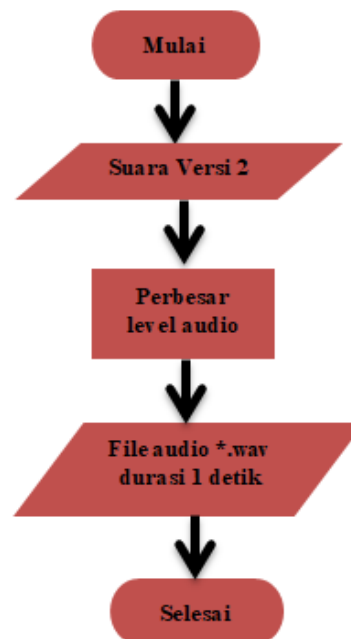 Mulai
Suara Versi 2
Perbesar
level audio
File audio *.wav
durasi 1 detik
Selesai